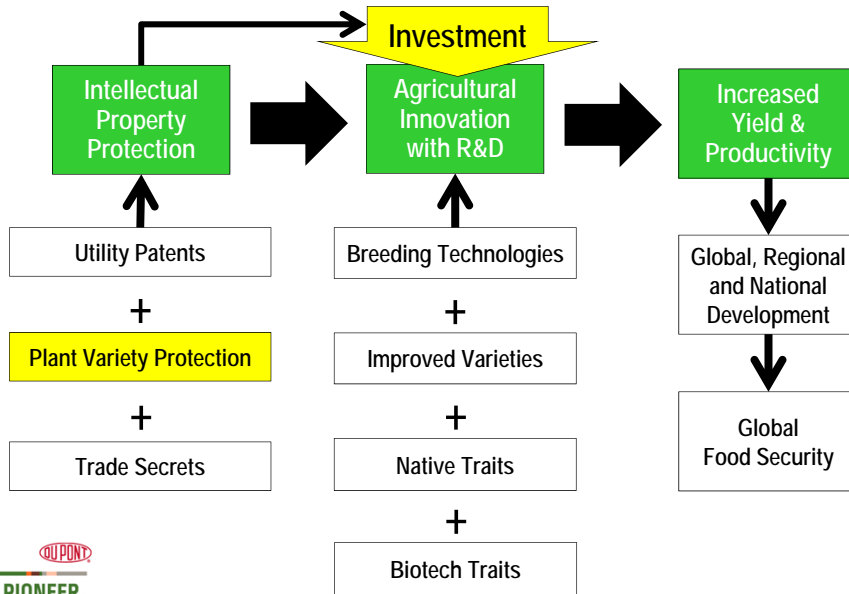 Investment
Intellectual
Property
Protection
Agricultural
Innovation
with R&D
Increased
Yield &
Productivity
Utility Patents
+
Plant Variety Protection
+
Trade Secrets
Breeding Technologies
+
Improved Varieties
+
Native Traits
+
Biotech Traits
Global, Regional
and National
Development
Global
Food Security
DUPONT
PIONEER